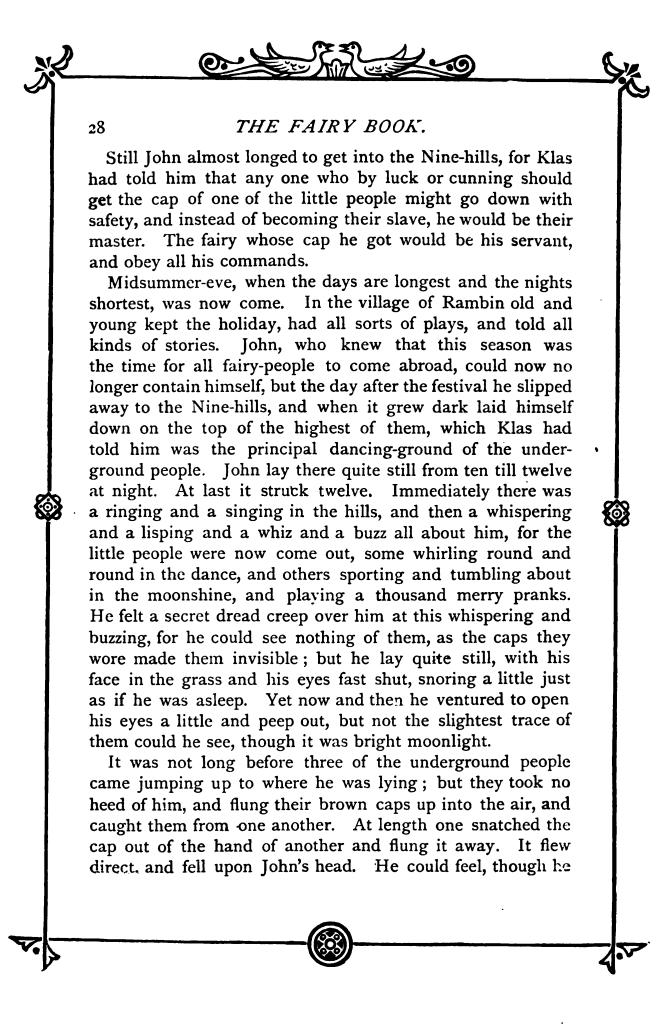 28
THE FAIRY BOOK.
Still John almost longed to get into the Nine-hills, for Klas
had told him that any one who by luck or cunning should
get the cap of one of the little people might go down with
safety, and instead of becoming their slave, he would be their
master. The fairy whose cap he got would be his servant,
and obey all his commands.
Midsummer-eve, when the days are longest and the nights
shortest, was now come. In the village of Rambin old and
young kept the holiday, had all sorts of plays, and told all
kinds of stories. John, who knew that this season was
the time for all fairy-people to come abroad, could now no
longer contain himself, but the day after the festival he slipped
away to the Nine-hills, and when it grew dark laid himself
down on the top of the highest of them, which Klas had
told him was the principal dancing-ground of the under-
ground people. John lay there quite still from ten till twelve
at night. At last it struck twelve. Immediately there was
a ringing and a singing in the hills, and then a whispering
and a lisping and a whiz and a buzz all about him, for the
little people were now come out, some whirling round and
round in the dance, and others sporting and tumbling about
in the moonshine, and playing a thousand merry pranks.
He felt a secret dread creep over him at this whispering and
buzzing, for he could see nothing of them, as the caps they
wore made them invisible ; but he lay quite still, with his
face in the grass and his eyes fast shut, snoring a little just
as if he was asleep. Yet now and then he ventured to open
his eyes a little and peep out, but not the slightest trace of
them could he see, though it was bright moonlight.
It was not long before three of the underground people
came jumping up to where he was lying ; but they took no
heed of him, and flung their brown caps up into the air, and
caught them from one another. At length one snatched the
cap out of the hand of another and flung it away. It flew
direct, and fell upon John's head. He could feel, though he